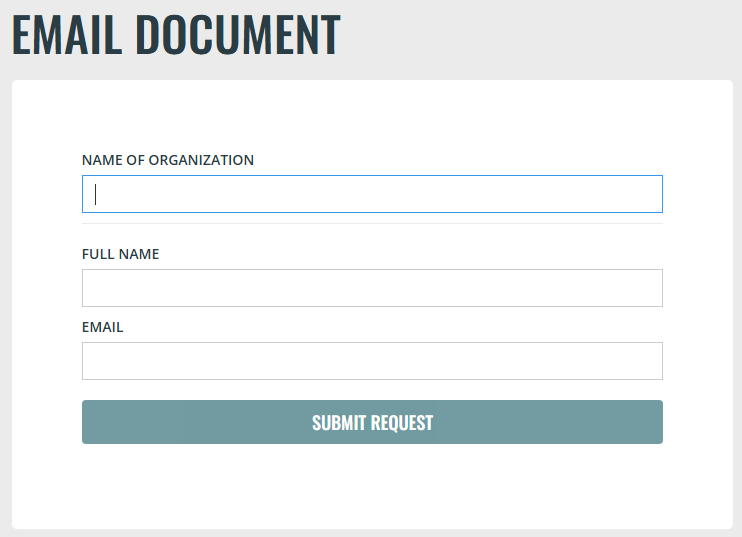 EMAIL DOCUMENT
NAME OF ORGANIZATION
FULL NAME
EMAIL
SUBMIT REQUEST